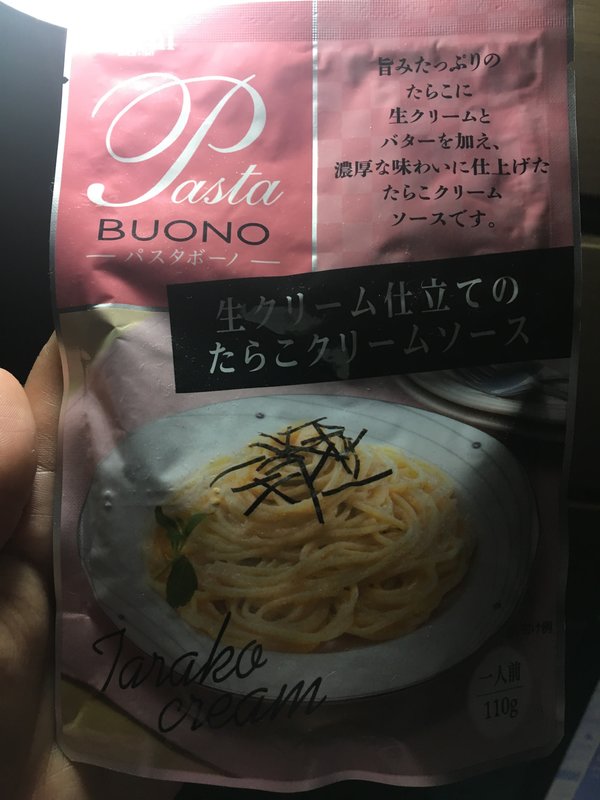 Pasta
BUONO
パスタボーノ
旨みたっぷりの
たらこに
生クリームと
バターを加え、
濃厚な味わいに仕上げた
たらこクリーム
ソースです。
生クリーム仕立ての
たらこクリームソース
Tarako
cream
一人前
110g